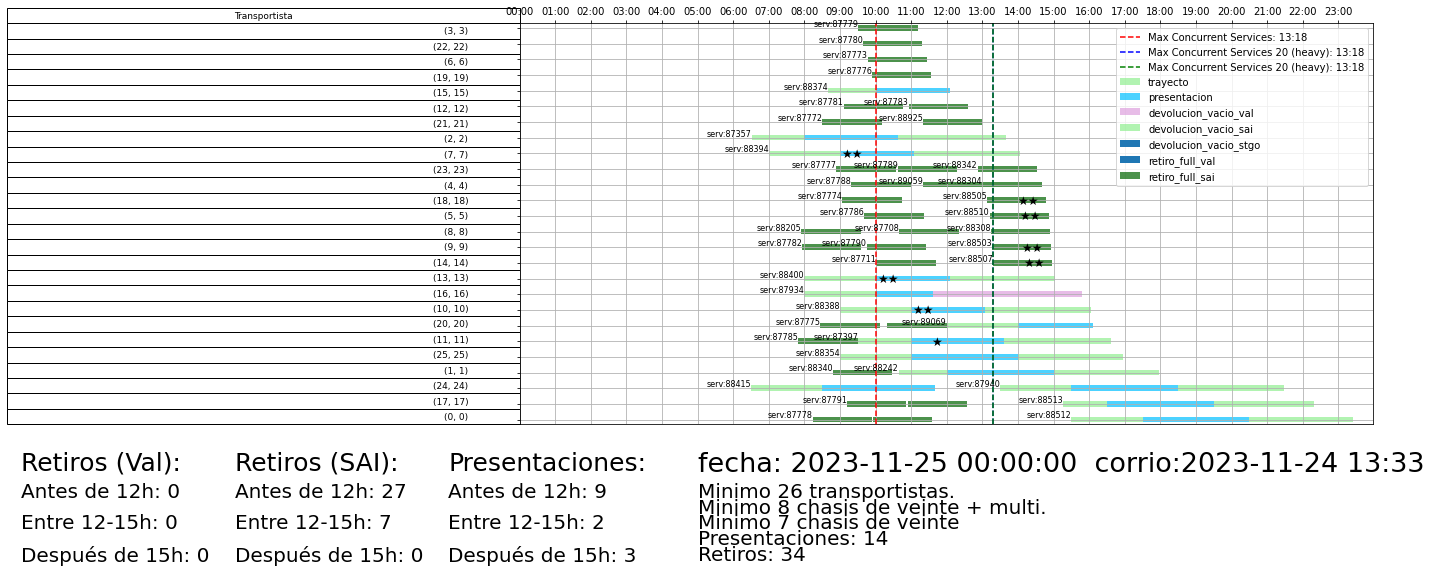 00:00 01:00 02:00 03:00 04:00 05:00 06:00 07:00 08:00 09:00 10:00 11:00 12:00 13:00 14:00 15:00 16:00 17:00 18:00 19:00 20:00 21:00 22:00 23:00
Transportista
(3, 3) serv:87779
(22, 22) serv:87780
(6, 6) serv:87773
(19, 19) serv:87776
(15, 15) serv:88374
(12, 12) serv:87781 serv:87783
(21, 21) serv:87772 serv:88925
(2, 2) serv:87357
(7, 7) serv:88394
(23, 23) serv:87777 serv:87789 serv:88342
(4, 4) serv:87788 serv:89059 serv:88304
(18, 18) serv:87774 serv:88505
(5, 5) serv:87786 serv:88510
(8, 8) serv:88205 serv:87708 serv:88308
(9, 9) serv:87782 serv:87790 serv:88503
(14, 14) serv:87711 serv:88507
(13, 13) serv:88400
(16, 16) serv:87934
(10, 10) serv:88388
(20, 20) serv:87775 serv:89069
(11, 11) serv:87785 serv:87397
(25, 25) serv:88354
(1, 1) serv:88340 serv:88242
(24, 24) serv:88415 serv:87940
(17, 17) serv:87791 serv:88513
(0, 0) serv:87778 serv:88512
Max Concurrent Services: 13:18
Max Concurrent Services 20 (heavy): 13:18
Max Concurrent Services 20 (heavy): 13:18
trayecto
presentacion
devolucion_vacio_val
devolucion_vacio_sai
devolucion_vacio_stgo
retiro_full_val
retiro_full_sai
Retiros (Val):
Antes de 12h: 0
Entre 12-15h: 0
Después de 15h: 0
Retiros (SAI):
Antes de 12h: 27
Entre 12-15h: 7
Después de 15h: 0
Presentaciones:
Antes de 12h: 9
Entre 12-15h: 2
Después de 15h: 3
fecha: 2023-11-25 00:00:00 corrio:2023-11-24 13:33
Minimo 26 transportistas.
Minimo 8 chasis de veinte + multi.
Minimo 7 chasis de veinte
Presentaciones: 14
Retiros: 34